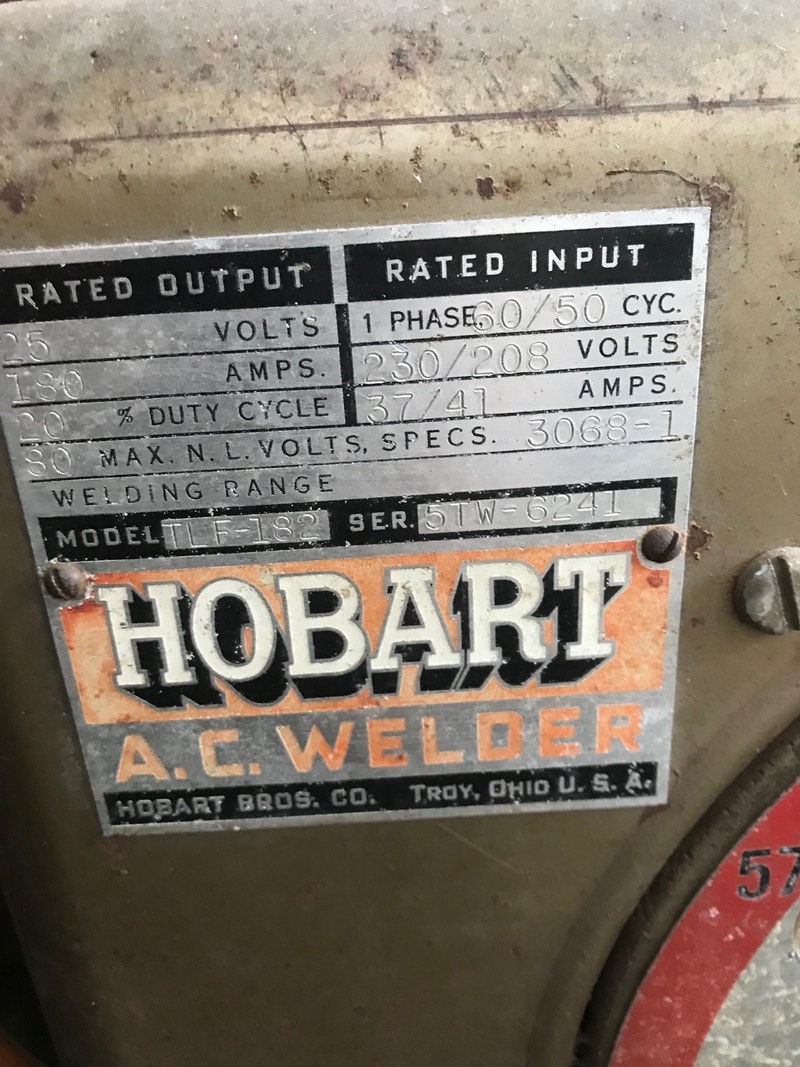 RATED OUTPUT
25 VOLTS
180 AMPS.
20 % DUTY CYCLE
RATED INPUT
1 PHASE, 60/50 CYC.
230/208 VOLTS
37/41 AMPS.
80 MAX. N. L. VOLTS, SPECS. 3068-1
WELDING RANGE
MODEL TLF-182 SER. 5TW-6241
HOBART
A.C. WELDER
HOBART BROS. CO. TROY, OHIO U. S. A.
57